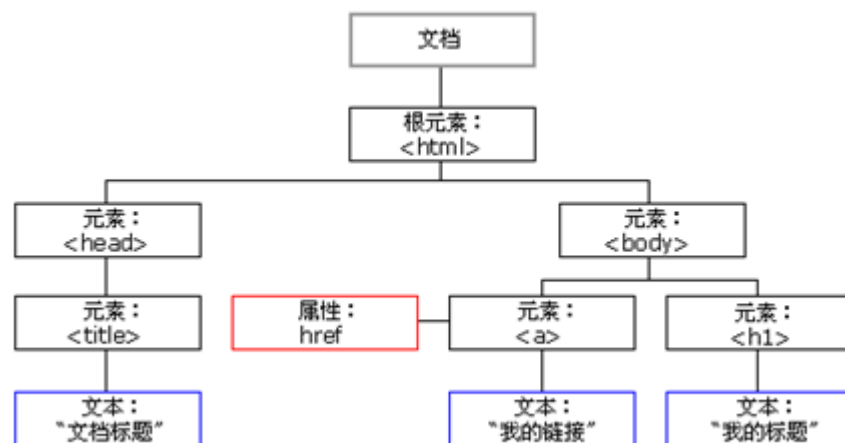 文档
根元素：
<html>
元素：
<head>
元素：
<body>
元素：
<title>
属性：
href
元素：
<a>
元素：
<h1>
文本：
“文档标题”
文本：
“我的链接”
文本：
“我的标题”